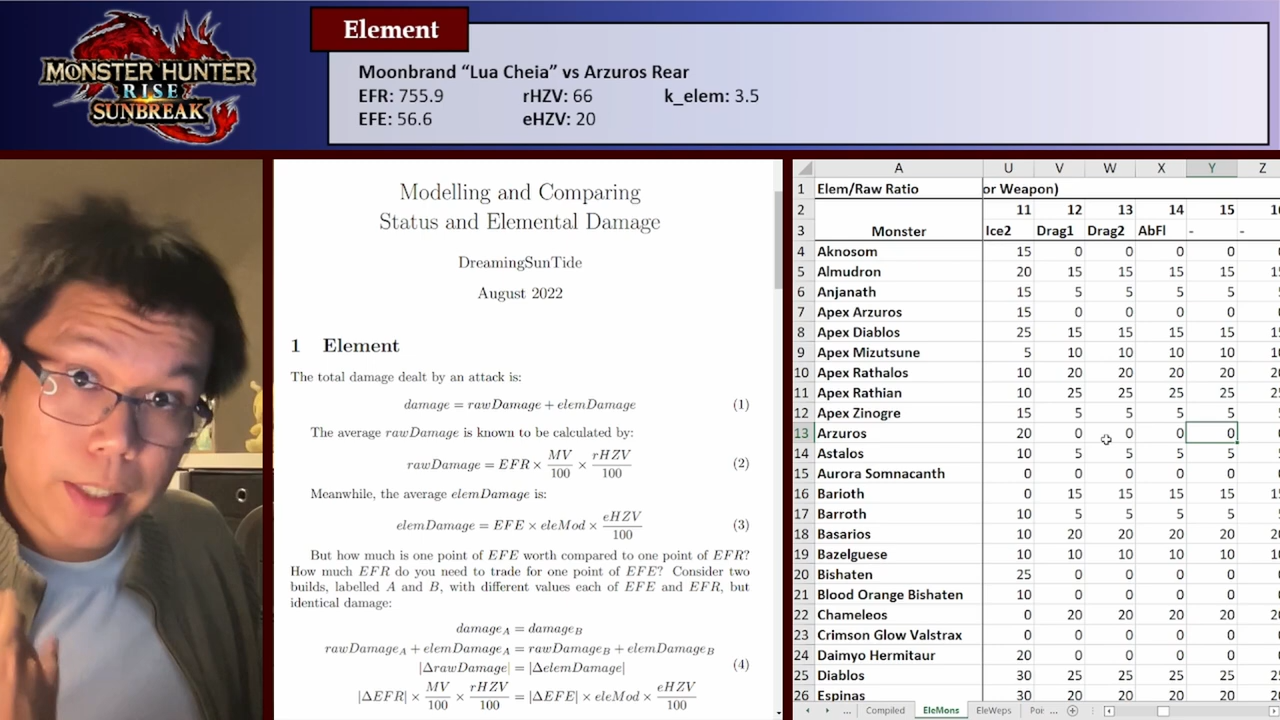 MONSTER HUNTER
RISE
SUNBREAK
Element
Moonbrand “Lua Cheia” vs Arzuros Rear
EFR: 755.9 rHZV: 66 k_elem: 3.5
EFE: 56.6 eHZV: 20
Modelling and Comparing
Status and Elemental Damage
DreamingSunTide
August 2022
1 Element
The total damage dealt by an attack is:
damage = rawDamage + elemDamage (1)
The average rawDamage is known to be calculated by:
rawDamage = EFR × MV/100 × rHZV/100 (2)
Meanwhile, the average elemDamage is:
elemDamage = EFE × eleMod × eHZV/100 (3)
But how much is one point of EFE worth compared to one point of EFR?
How much EFR do you need to trade for one point of EFE? Consider two
builds, labelled A and B, with different values each of EFE and EFR, but
identical damage:
damage_A = damage_B
rawDamage_A + elemDamage_A = rawDamage_B + elemDamage_B
|ΔrawDamage| = |ΔelemDamage| (4)
|ΔEFR| × MV/100 × rHZV/100 = |ΔEFE| × eleMod × eHZV/100
A U V W X Y Z
1 Elem/Raw Ratio or Weapon)
2 11 12 13 14 15
3 Monster Ice2 Drag1 Drag2 AbFl - -
4 Aknosom 15 0 0 0 0
5 Almudron 20 15 15 15 15
6 Anjanath 15 5 5 5 5
7 Apex Arzuros 15 0 0 0 0
8 Apex Diablos 25 15 15 15 15
9 Apex Mizutsune 5 10 10 10 10
10 Apex Rathalos 10 20 20 20 20
11 Apex Rathian 10 25 25 25 25
12 Apex Zinogre 15 5 5 5 5
13 Arzuros 20 0 0 0 0
14 Astalos 10 5 5 5 5
15 Aurora Somnacanth 0 0 0 0 0
16 Barioth 0 15 15 15 15
17 Barroth 10 5 5 5 5
18 Basarios 10 20 20 20 20
19 Bazelguese 10 10 10 10 10
20 Bishaten 25 0 0 0 0
21 Blood Orange Bishaten 10 0 0 0 0
22 Chameleos 0 20 20 20 20
23 Crimson Glow Valstrax 0 0 0 0 0
24 Daimyo Hermitaur 20 0 0 0 0
25 Diablos 30 25 25 25 25
26 Espinas 30 20 20 20 20
... Compiled EleMons EleWeps Poi ...